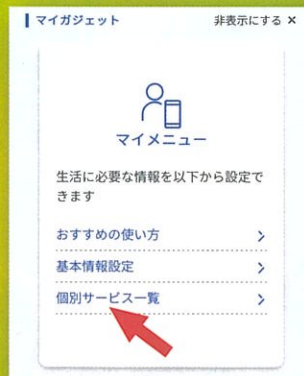 マイガジェット 非表示にする ×
マイメニュー
生活に必要な情報を以下から設定で
きます
おすすめの使い方
基本情報設定
個別サービス一覧